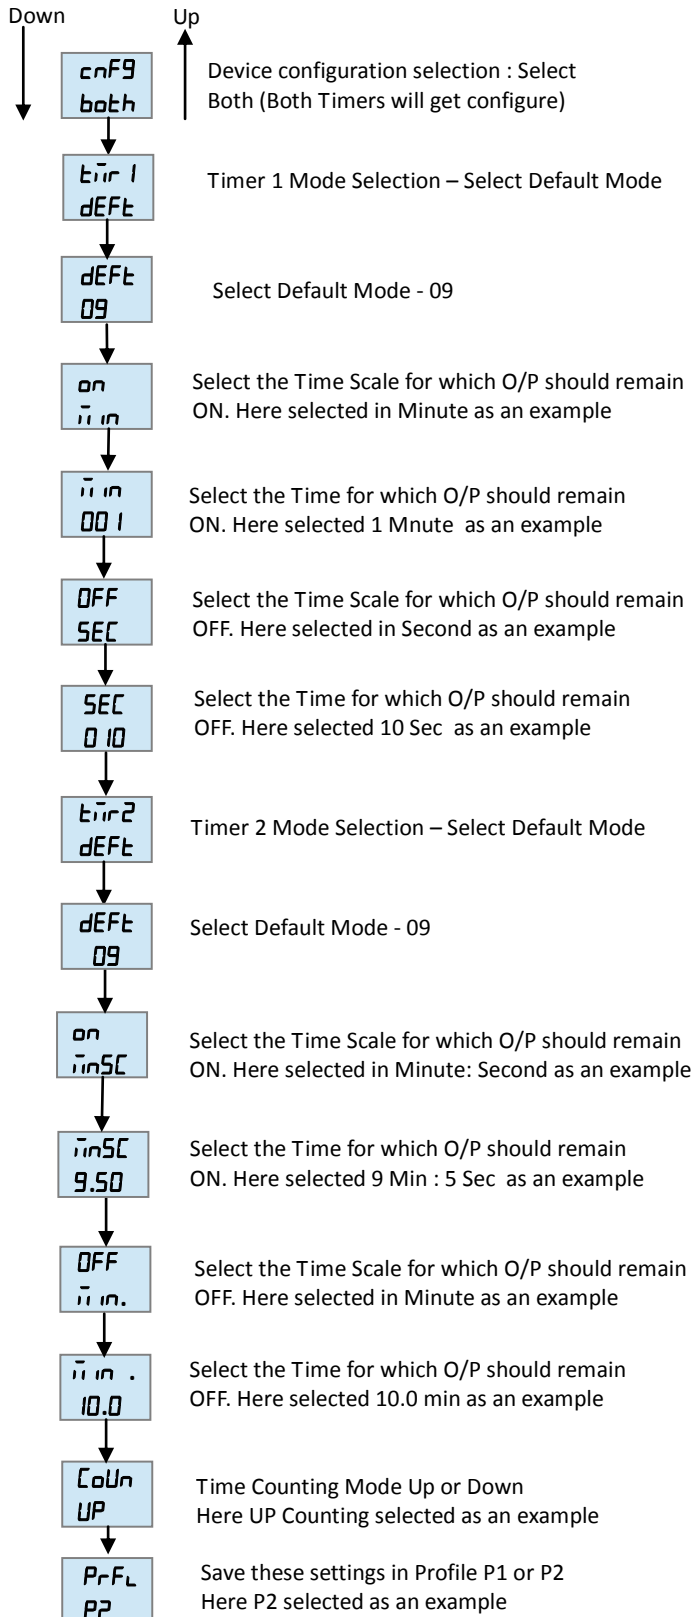 Down
Up
cnF9
both
Device configuration selection : Select
Both (Both Timers will get configure)
tmr 1
dEFt
Timer 1 Mode Selection – Select Default Mode
dEFt
09
Select Default Mode - 09
on
min
Select the Time Scale for which O/P should remain
ON. Here selected in Minute as an example
min
001
Select the Time for which O/P should remain
ON. Here selected 1 Mnute as an example
OFF
SEC
Select the Time Scale for which O/P should remain
OFF. Here selected in Second as an example
SEC
010
Select the Time for which O/P should remain
OFF. Here selected 10 Sec as an example
tmr2
dEFt
Timer 2 Mode Selection – Select Default Mode
dEFt
09
Select Default Mode - 09
on
mnSC
Select the Time Scale for which O/P should remain
ON. Here selected in Minute: Second as an example
mnSC
9.50
Select the Time for which O/P should remain
ON. Here selected 9 Min : 5 Sec as an example
OFF
min.
Select the Time Scale for which O/P should remain
OFF. Here selected in Minute as an example
min .
10.0
Select the Time for which O/P should remain
OFF. Here selected 10.0 min as an example
CoUn
UP
Time Counting Mode Up or Down
Here UP Counting selected as an example
PrFL
P2
Save these settings in Profile P1 or P2
Here P2 selected as an example